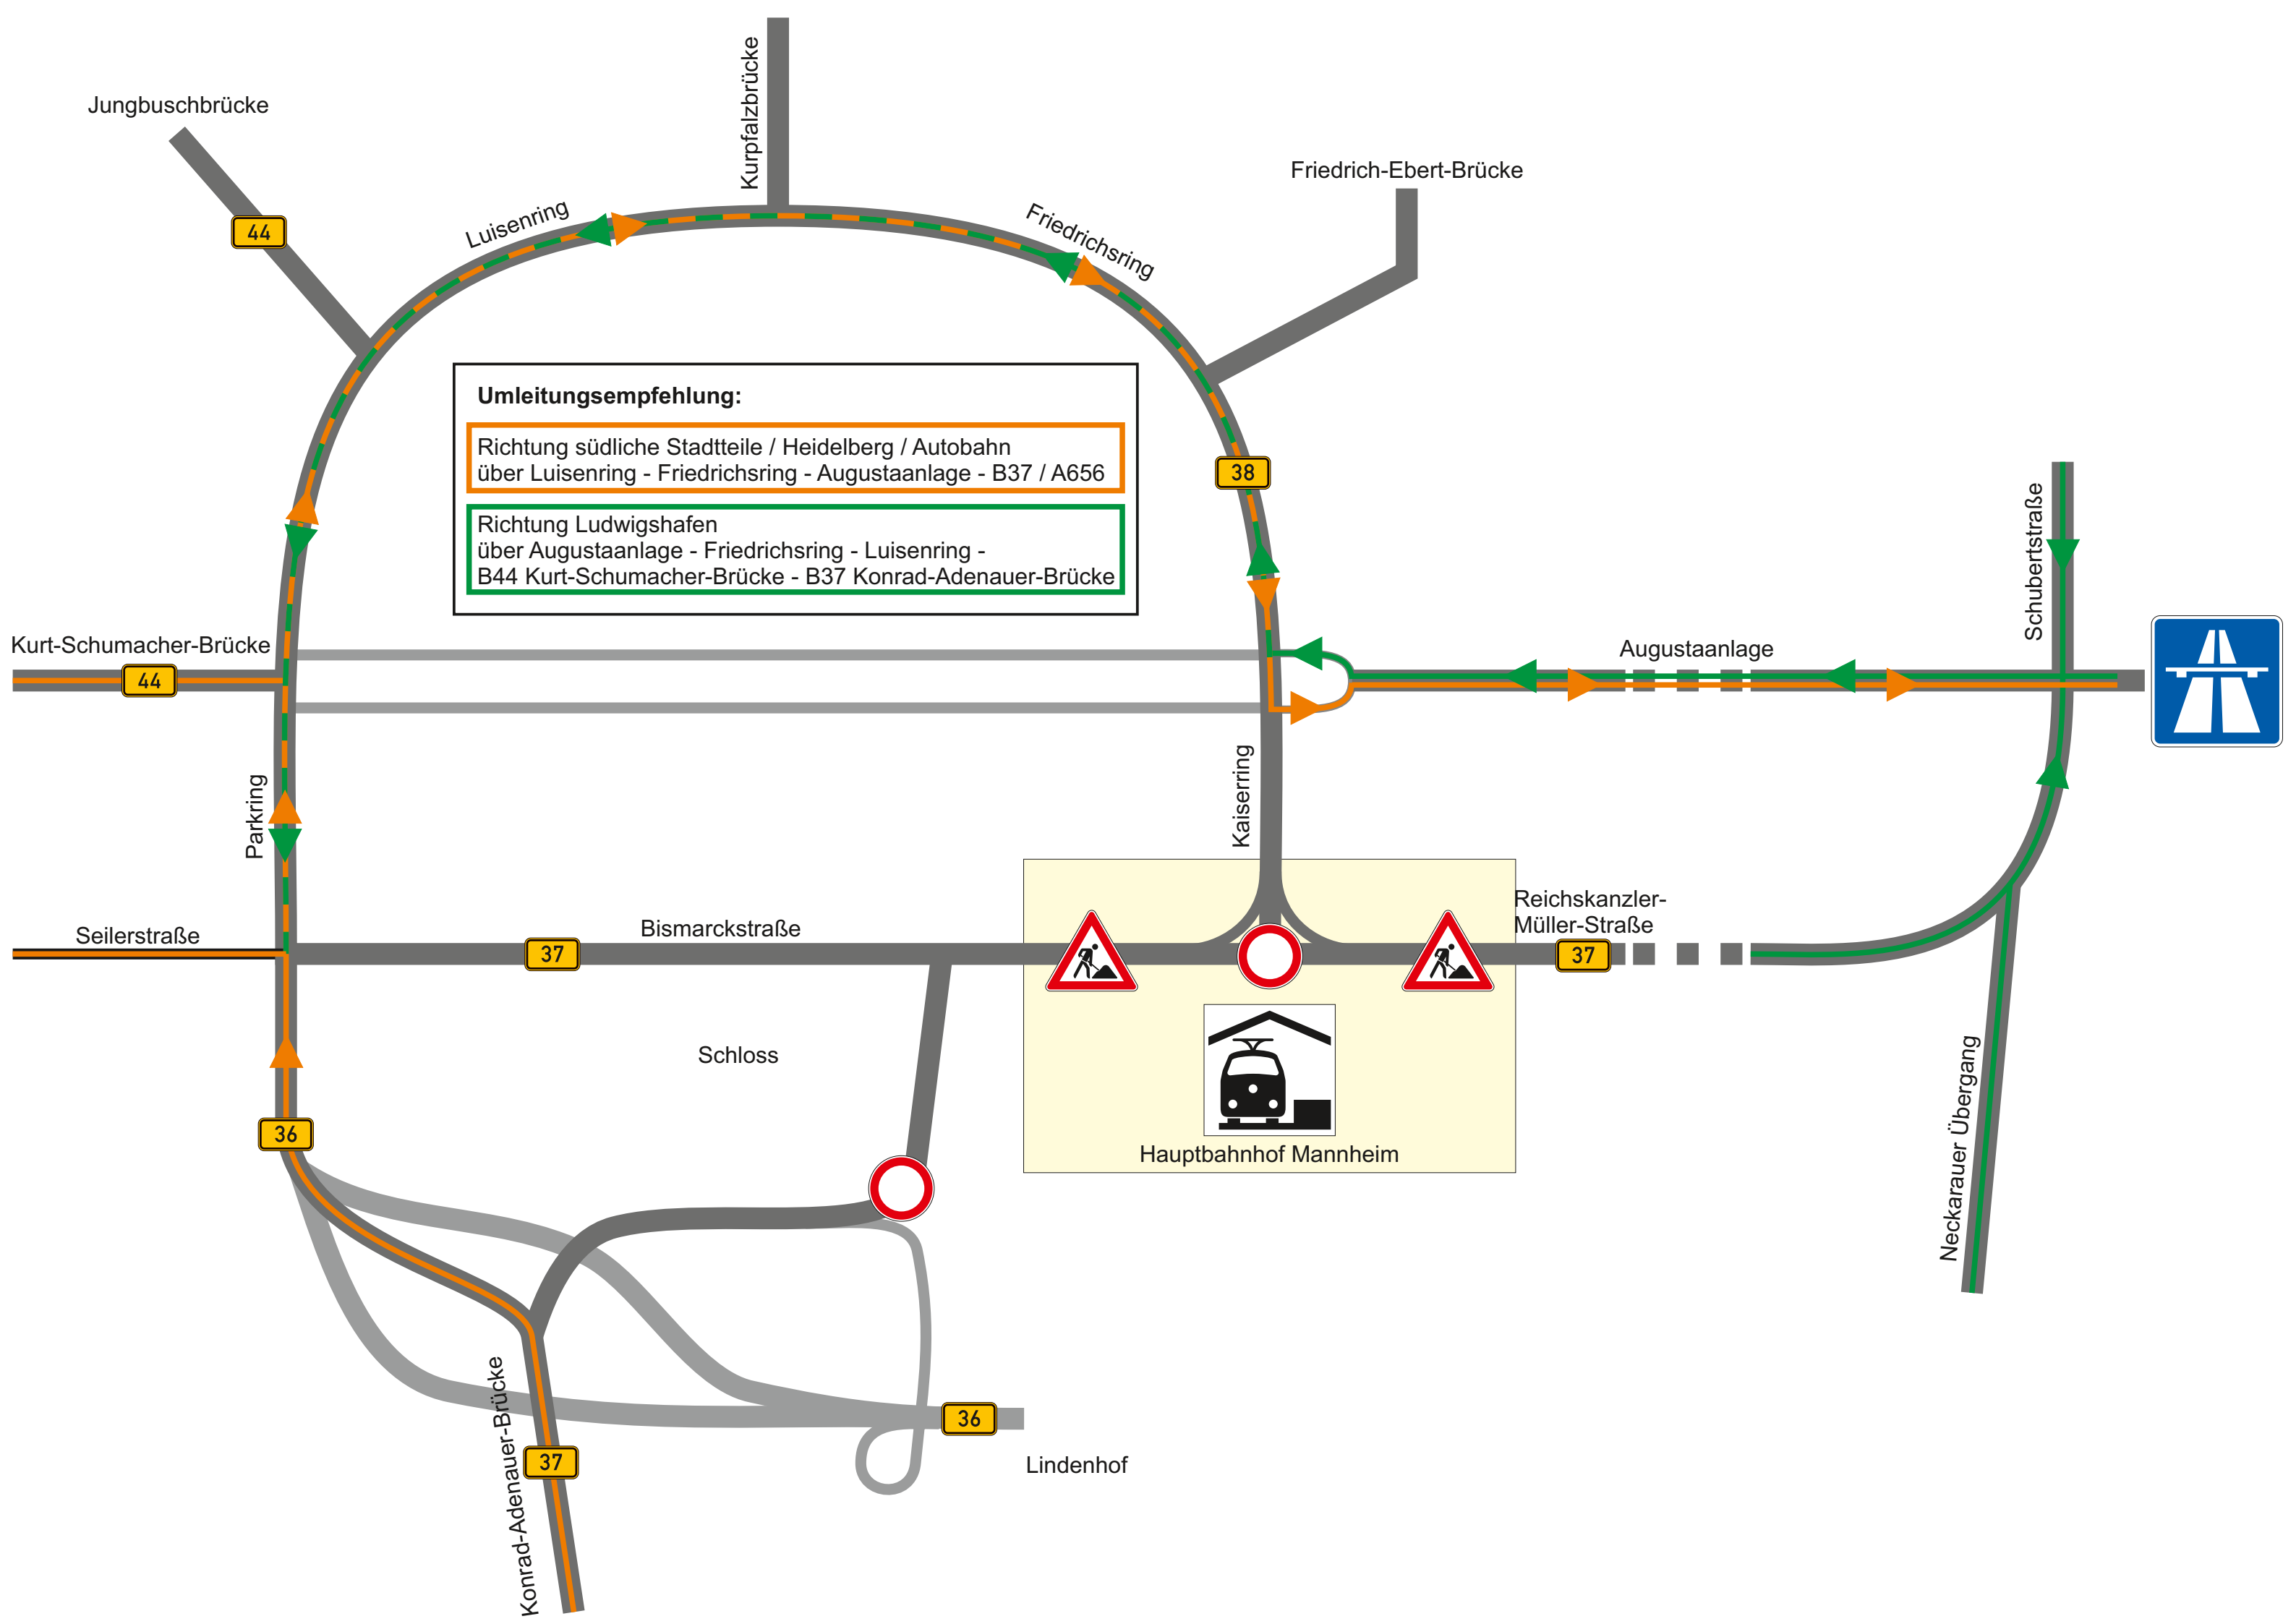 Kurpfalzbrücke
Jungbuschbrücke
Friedrich-Ebert-Brücke
44
Luisenring
Friedrichsring
Umleitungsempfehlung:
Richtung südliche Stadtteile / Heidelberg / Autobahn
über Luisenring - Friedrichsring - Augustaanlage - B37 / A656
Richtung Ludwigshafen
über Augustaanlage - Friedrichsring - Luisenring -
B44 Kurt-Schumacher-Brücke - B37 Konrad-Adenauer-Brücke
38
Schubertstraße
Kurt-Schumacher-Brücke
44
Augustaanlage
Parkring
Kaiserring
Seilerstraße
Bismarckstraße
37
Reichskanzler-
Müller-Straße
37
Schloss
Hauptbahnhof Mannheim
36
Neckarauer Übergang
Konrad-Adenauer-Brücke
37
36
Lindenhof